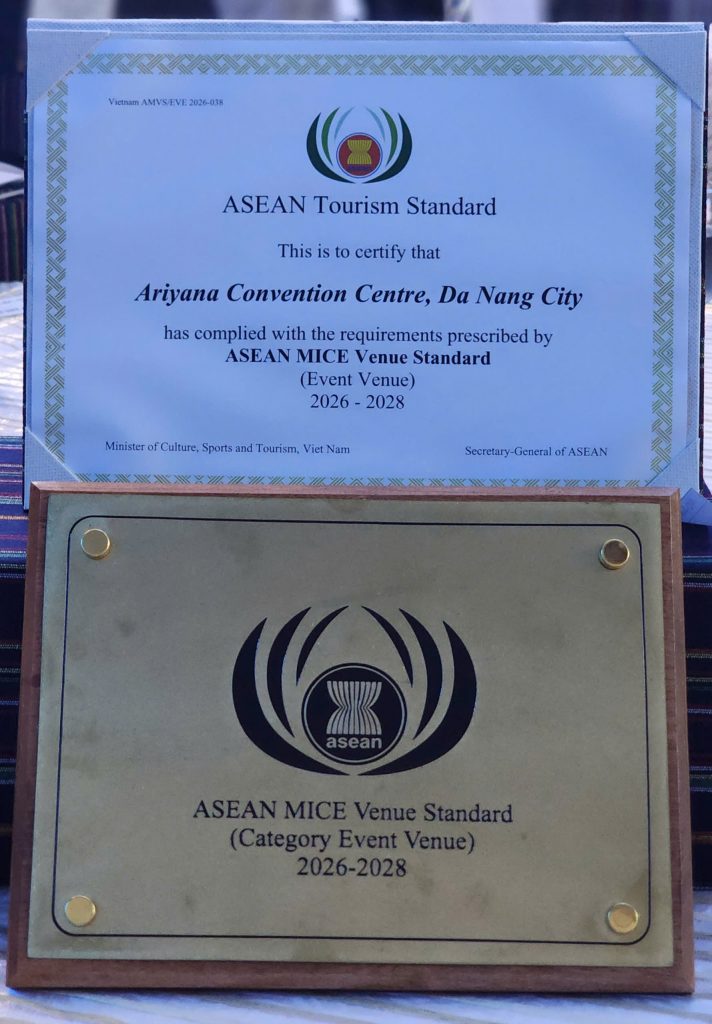 Vietnam AMVS/EVE 2026-038
ASEAN Tourism Standard
This is to certify that
Ariyana Convention Centre, Da Nang City
has complied with the requirements prescribed by
ASEAN MICE Venue Standard
(Event Venue)
2026 - 2028
Minister of Culture, Sports and Tourism, Viet Nam
Secretary-General of ASEAN
asean
ASEAN MICE Venue Standard
(Category Event Venue)
2026-2028